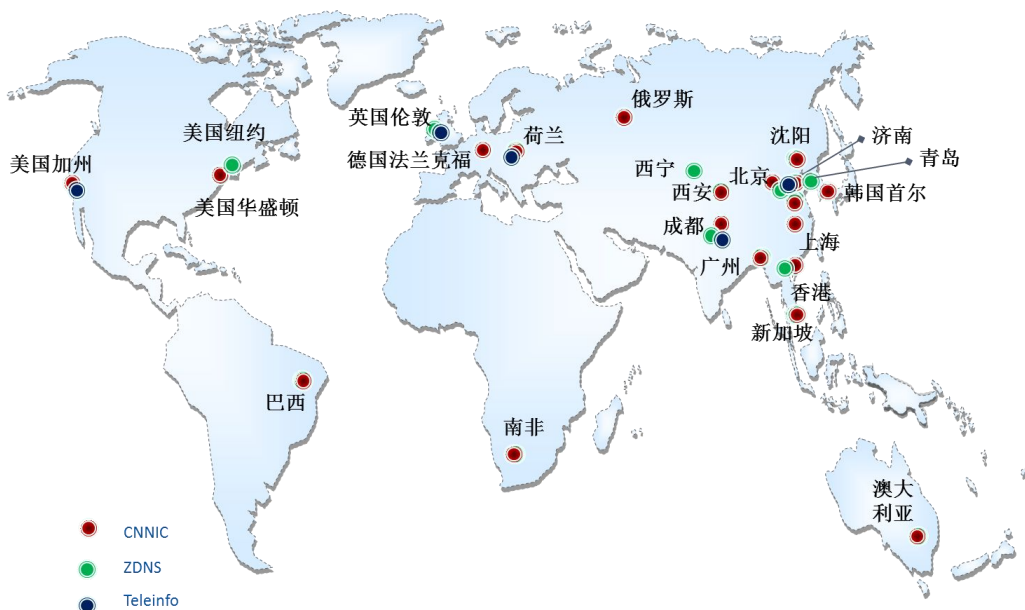 俄罗斯
英国伦敦
美国纽约
沈阳
济南
荷兰
德国法兰克福
青岛
美国加州
西宁
北京
西安
韩国首尔
美国华盛顿
成都
上海
广州
香港
新加坡
巴西
南非
澳大
利亚
CNNIC
ZDNS
Teleinfo